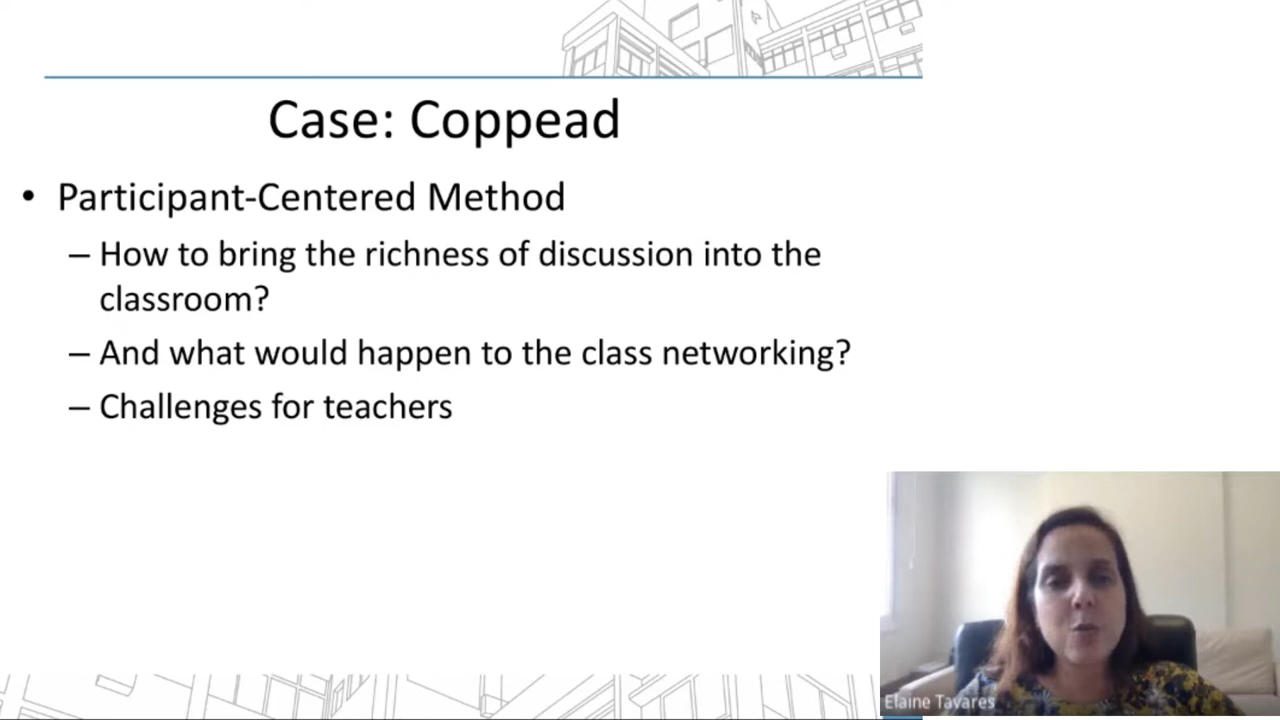 Case: Coppead
• Participant-Centered Method
– How to bring the richness of discussion into the
classroom?
– And what would happen to the class networking?
– Challenges for teachers
Elaine Tavares